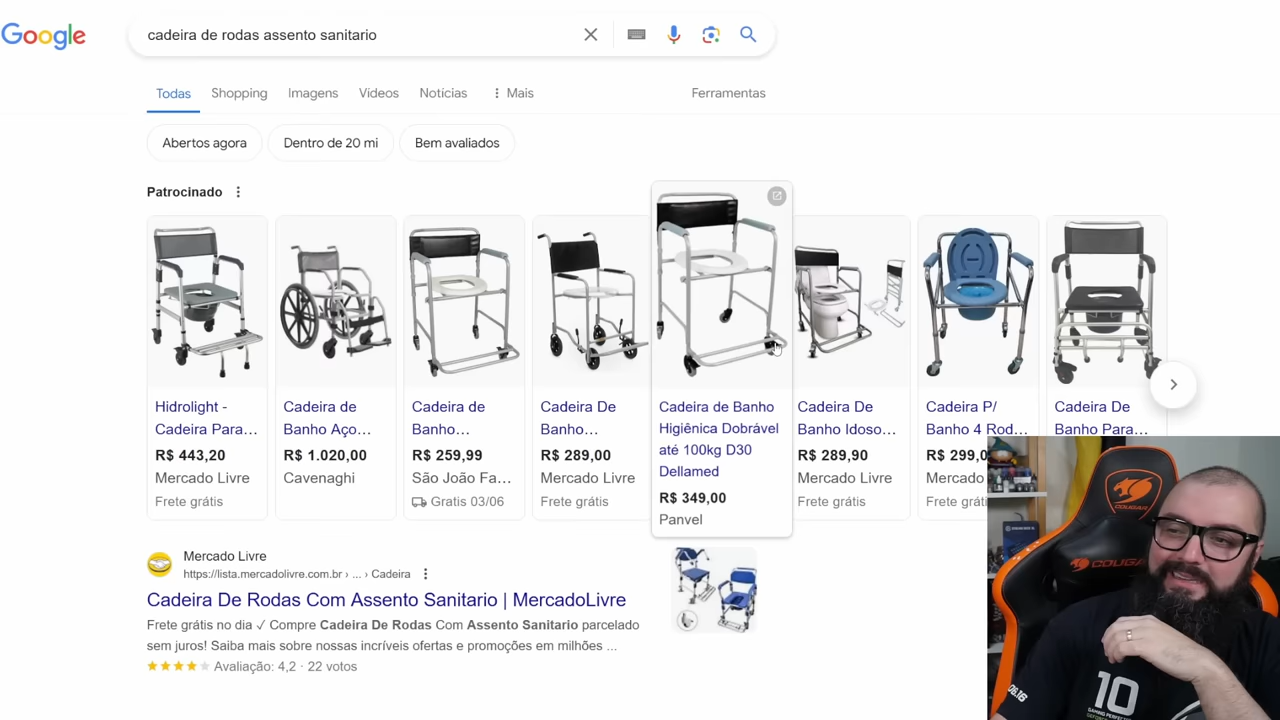 Google
cadeira de rodas assento sanitario
Todas
Shopping
Imagens
Vídeos
Notícias
Mais
Ferramentas
Abertos agora
Dentro de 20 mi
Bem avaliados
Patrocinado
Hidrolight -
Cadeira Para...
R$ 443,20
Mercado Livre
Frete grátis
Cadeira de
Banho Aço...
R$ 1.020,00
Cavenaghi
Cadeira de
Banho...
R$ 259,99
São João Fa...
Gratis 03/06
Cadeira De
Banho...
R$ 289,00
Mercado Livre
Frete grátis
Cadeira de Banho
Higiênica Dobrável
até 100kg D30
Dellamed
R$ 349,00
Panvel
Cadeira De
Banho Idoso...
R$ 289,90
Mercado Livre
Frete grátis
Cadeira P/
Banho 4 Rod...
R$ 299,0
Mercado
Frete grá
Cadeira De
Banho Para...
Mercado Livre
https://lista.mercadolivre.com.br › ... › Cadeira
Cadeira De Rodas Com Assento Sanitario | MercadoLivre
Frete grátis no dia ✓ Compre Cadeira De Rodas Com Assento Sanitario parcelado
sem juros! Saiba mais sobre nossas incríveis ofertas e promoções em milhões ...
Avaliação: 4,2 · 22 votos
COUGAR
COUGA
10